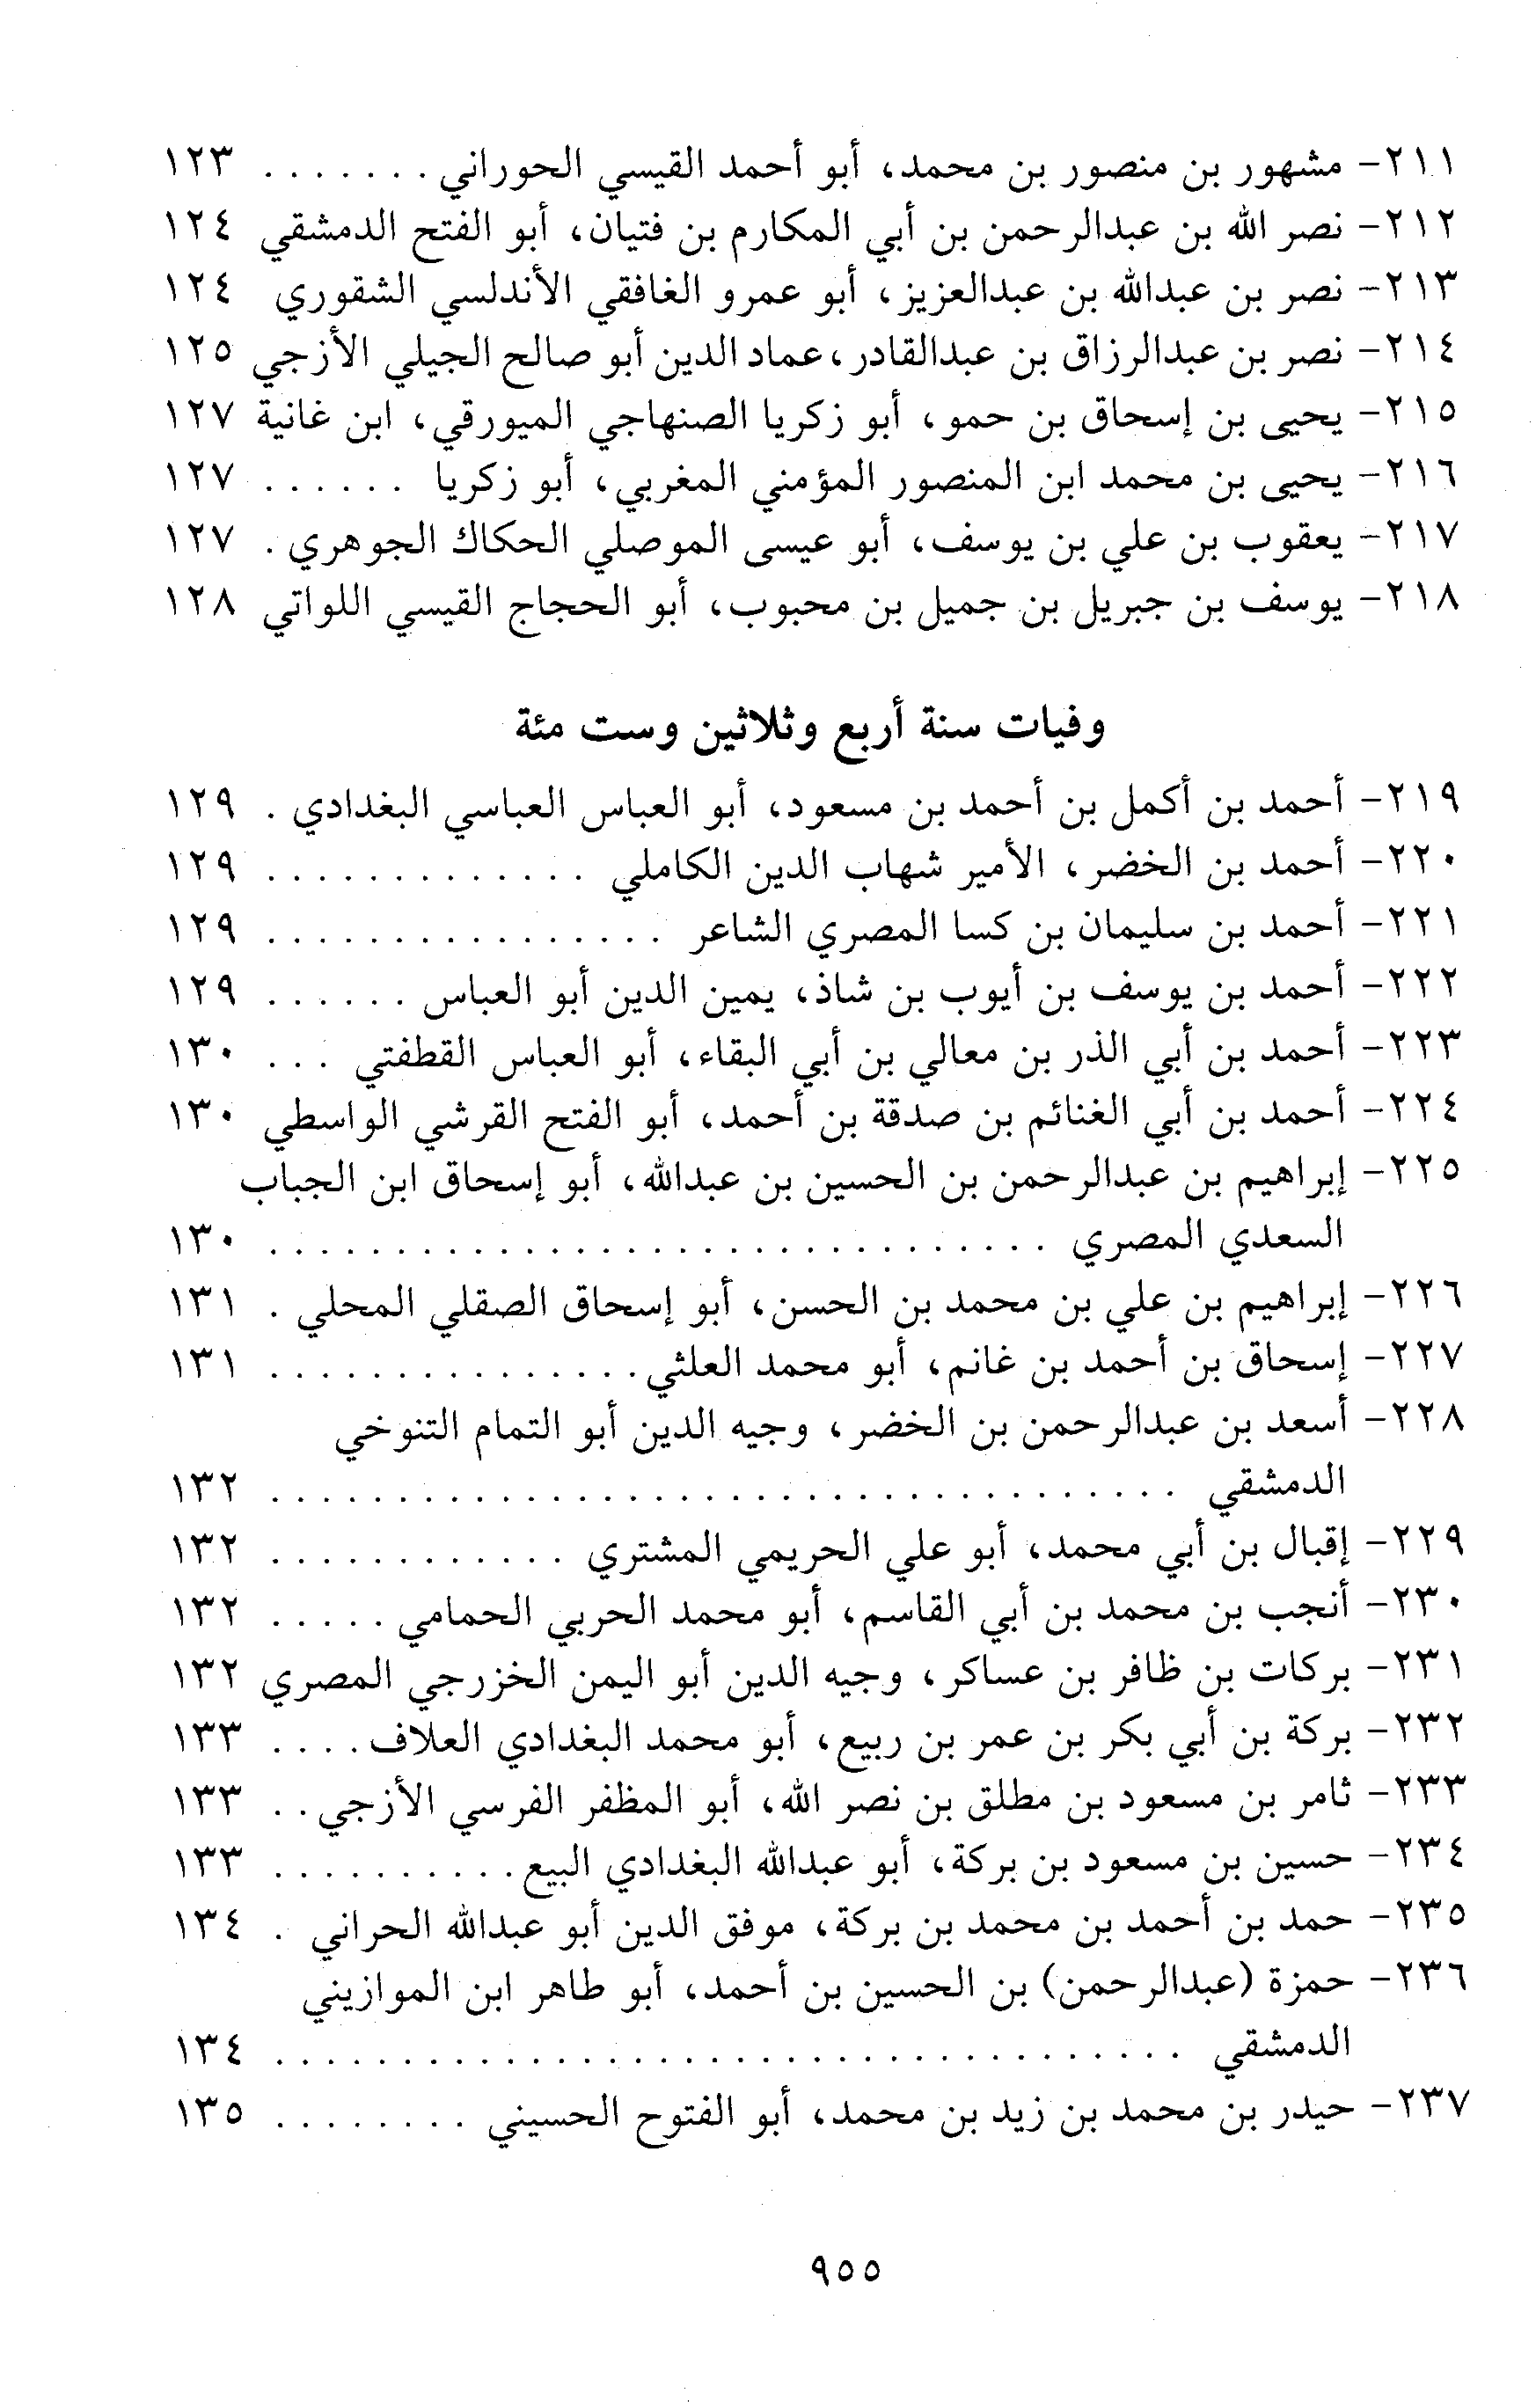 ٢١١- مشهور بن منصور بن محمد، أبو أحمد القيسي الحوراني . . . . . . . ١٢٣
٢١٢- نصر الله بن عبدالرحمن بن أبي المكارم بن فتيان، أبو الفتح الدمشقي ١٢٤
٢١٣- نصر بن عبدالله بن عبدالعزيز، أبو عمرو الغافقي الأندلسي الشقوري ١٢٤
٢١٤- نصر بن عبدالرزاق بن عبدالقادر، عماد الدين أبو صالح الجيلي الأزجي ١٢٥
٢١٥- يحيى بن إسحاق بن حمو، أبو زكريا الصنهاجي الميورقي، ابن غانية ١٢٧
٢١٦- يحيى بن محمد ابن المنصور المؤمني المغربي، أبو زكريا . . . . . . ١٢٧
٢١٧- يعقوب بن علي بن يوسف، أبو عيسى الموصلي الحكاك الجوهري . ١٢٧
٢١٨- يوسف بن جبريل بن جميل بن محبوب، أبو الحجاج القيسي اللواتي ١٢٨
وفيات سنة أربع وثلاثين وست مئة
٢١٩- أحمد بن أكمل بن أحمد بن مسعود، أبو العباس العباسي البغدادي . ١٢٩
٢٢٠- أحمد بن الخضر، الأمير شهاب الدين الكاملي . . . . . . . . . . . . . ١٢٩
٢٢١- أحمد بن سليمان بن كسا المصري الشاعر . . . . . . . . . . . . . . . . ١٢٩
٢٢٢- أحمد بن يوسف بن أيوب بن شاذ، يمين الدين أبو العباس . . . . . . ١٢٩
٢٢٣- أحمد بن أبي الذر بن معالي بن أبي البقاء، أبو العباس القطفتي . . . ١٣٠
٢٢٤- أحمد بن أبي الغنائم بن صدقة بن أحمد، أبو الفتح القرشي الواسطي ١٣٠
٢٢٥- إبراهيم بن عبدالرحمن بن الحسين بن عبدالله، أبو إسحاق ابن الجباب
السعدي المصري . . . . . . . . . . . . . . . . . . . . . . . . . . . . . . . ١٣٠
٢٢٦- إبراهيم بن علي بن محمد بن الحسن، أبو إسحاق الصقلي المحلي . ١٣١
٢٢٧- إسحاق بن أحمد بن غانم، أبو محمد العلثي . . . . . . . . . . . . . . . ١٣١
٢٢٨- أسعد بن عبدالرحمن بن الخضر، وجيه الدين أبو التمام التنوخي
الدمشقي . . . . . . . . . . . . . . . . . . . . . . . . . . . . . . . . . . . . ١٣٢
٢٢٩- إقبال بن أبي محمد، أبو علي الحريمي المشتري . . . . . . . . . . . . ١٣٢
٢٣٠- أنجب بن محمد بن أبي القاسم، أبو محمد الحربي الحمامي . . . . . ١٣٢
٢٣١- بركات بن ظافر بن عساكر، وجيه الدين أبو اليمن الخزرجي المصري ١٣٢
٢٣٢- بركة بن أبي بكر بن عمر بن ربيع، أبو محمد البغدادي العلاف . . . . ١٣٣
٢٣٣- ثامر بن مسعود بن مطلق بن نصر الله، أبو المظفر الفرسي الأزجي . . ١٣٣
٢٣٤- حسين بن مسعود بن بركة، أبو عبدالله البغدادي البيع . . . . . . . . . . ١٣٣
٢٣٥- حمد بن أحمد بن محمد بن بركة، موفق الدين أبو عبدالله الحراني . ١٣٤
٢٣٦- حمزة (عبدالرحمن) بن الحسين بن أحمد، أبو طاهر ابن الموازيني
الدمشقي . . . . . . . . . . . . . . . . . . . . . . . . . . . . . . . . . . . . ١٣٤
٢٣٧- حيدر بن محمد بن زيد بن محمد، أبو الفتوح الحسيني . . . . . . . . ١٣٥
٩٥٥